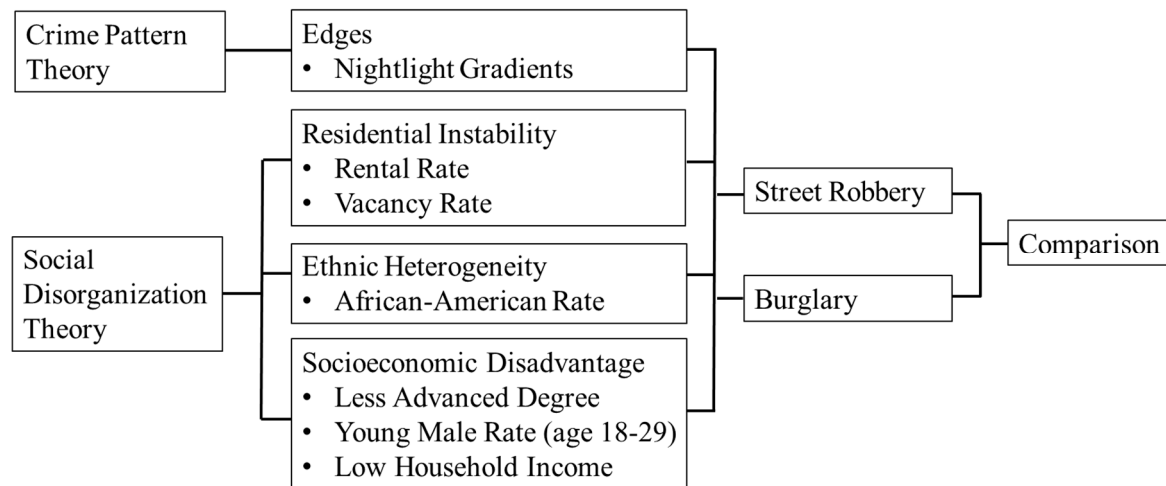 Crime Pattern
Theory
Edges
• Nightlight Gradients
Residential Instability
• Rental Rate
• Vacancy Rate
Social
Disorganization
Theory
Ethnic Heterogeneity
• African-American Rate
Socioeconomic Disadvantage
• Less Advanced Degree
• Young Male Rate (age 18-29)
• Low Household Income
Street Robbery
Burglary
Comparison